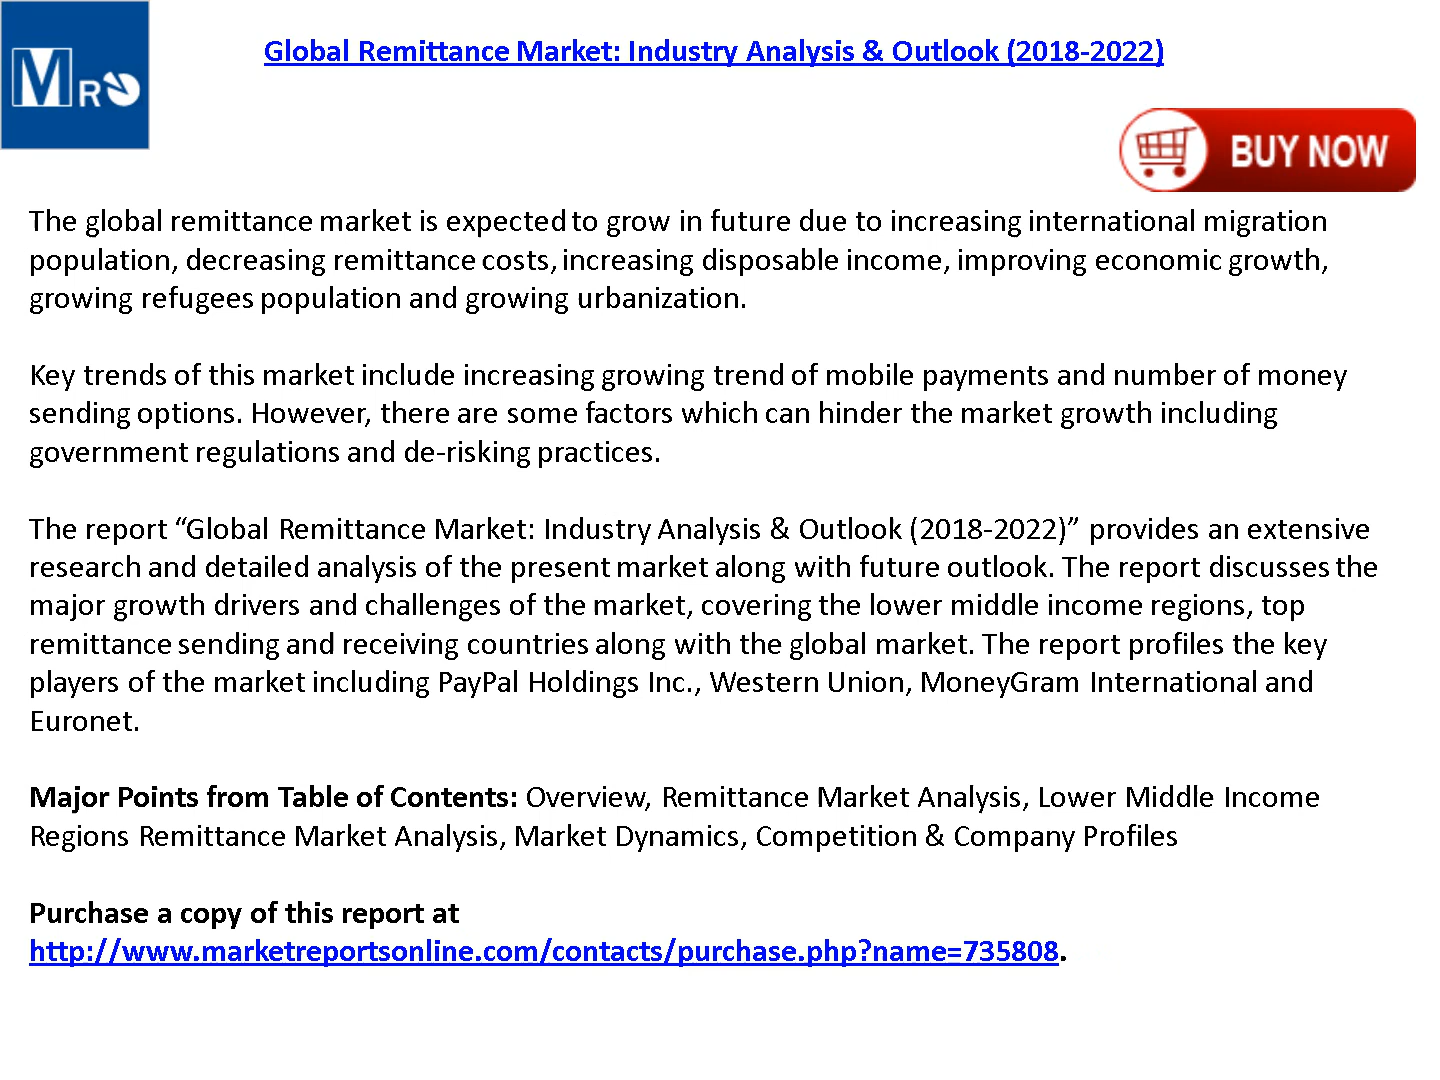 MRO
Global Remittance Market: Industry Analysis & Outlook (2018-2022)
BUY NOW
The global remittance market is expected to grow in future due to increasing international migration
population, decreasing remittance costs, increasing disposable income, improving economic growth,
growing refugees population and growing urbanization.
Key trends of this market include increasing growing trend of mobile payments and number of money
sending options. However, there are some factors which can hinder the market growth including
government regulations and de-risking practices.
The report “Global Remittance Market: Industry Analysis & Outlook (2018-2022)” provides an extensive
research and detailed analysis of the present market along with future outlook. The report discusses the
major growth drivers and challenges of the market, covering the lower middle income regions, top
remittance sending and receiving countries along with the global market. The report profiles the key
players of the market including PayPal Holdings Inc., Western Union, MoneyGram International and
Euronet.
Major Points from Table of Contents: Overview, Remittance Market Analysis, Lower Middle Income
Regions Remittance Market Analysis, Market Dynamics, Competition & Company Profiles
Purchase a copy of this report at
http://www.marketreportsonline.com/contacts/purchase.php?name=735808.